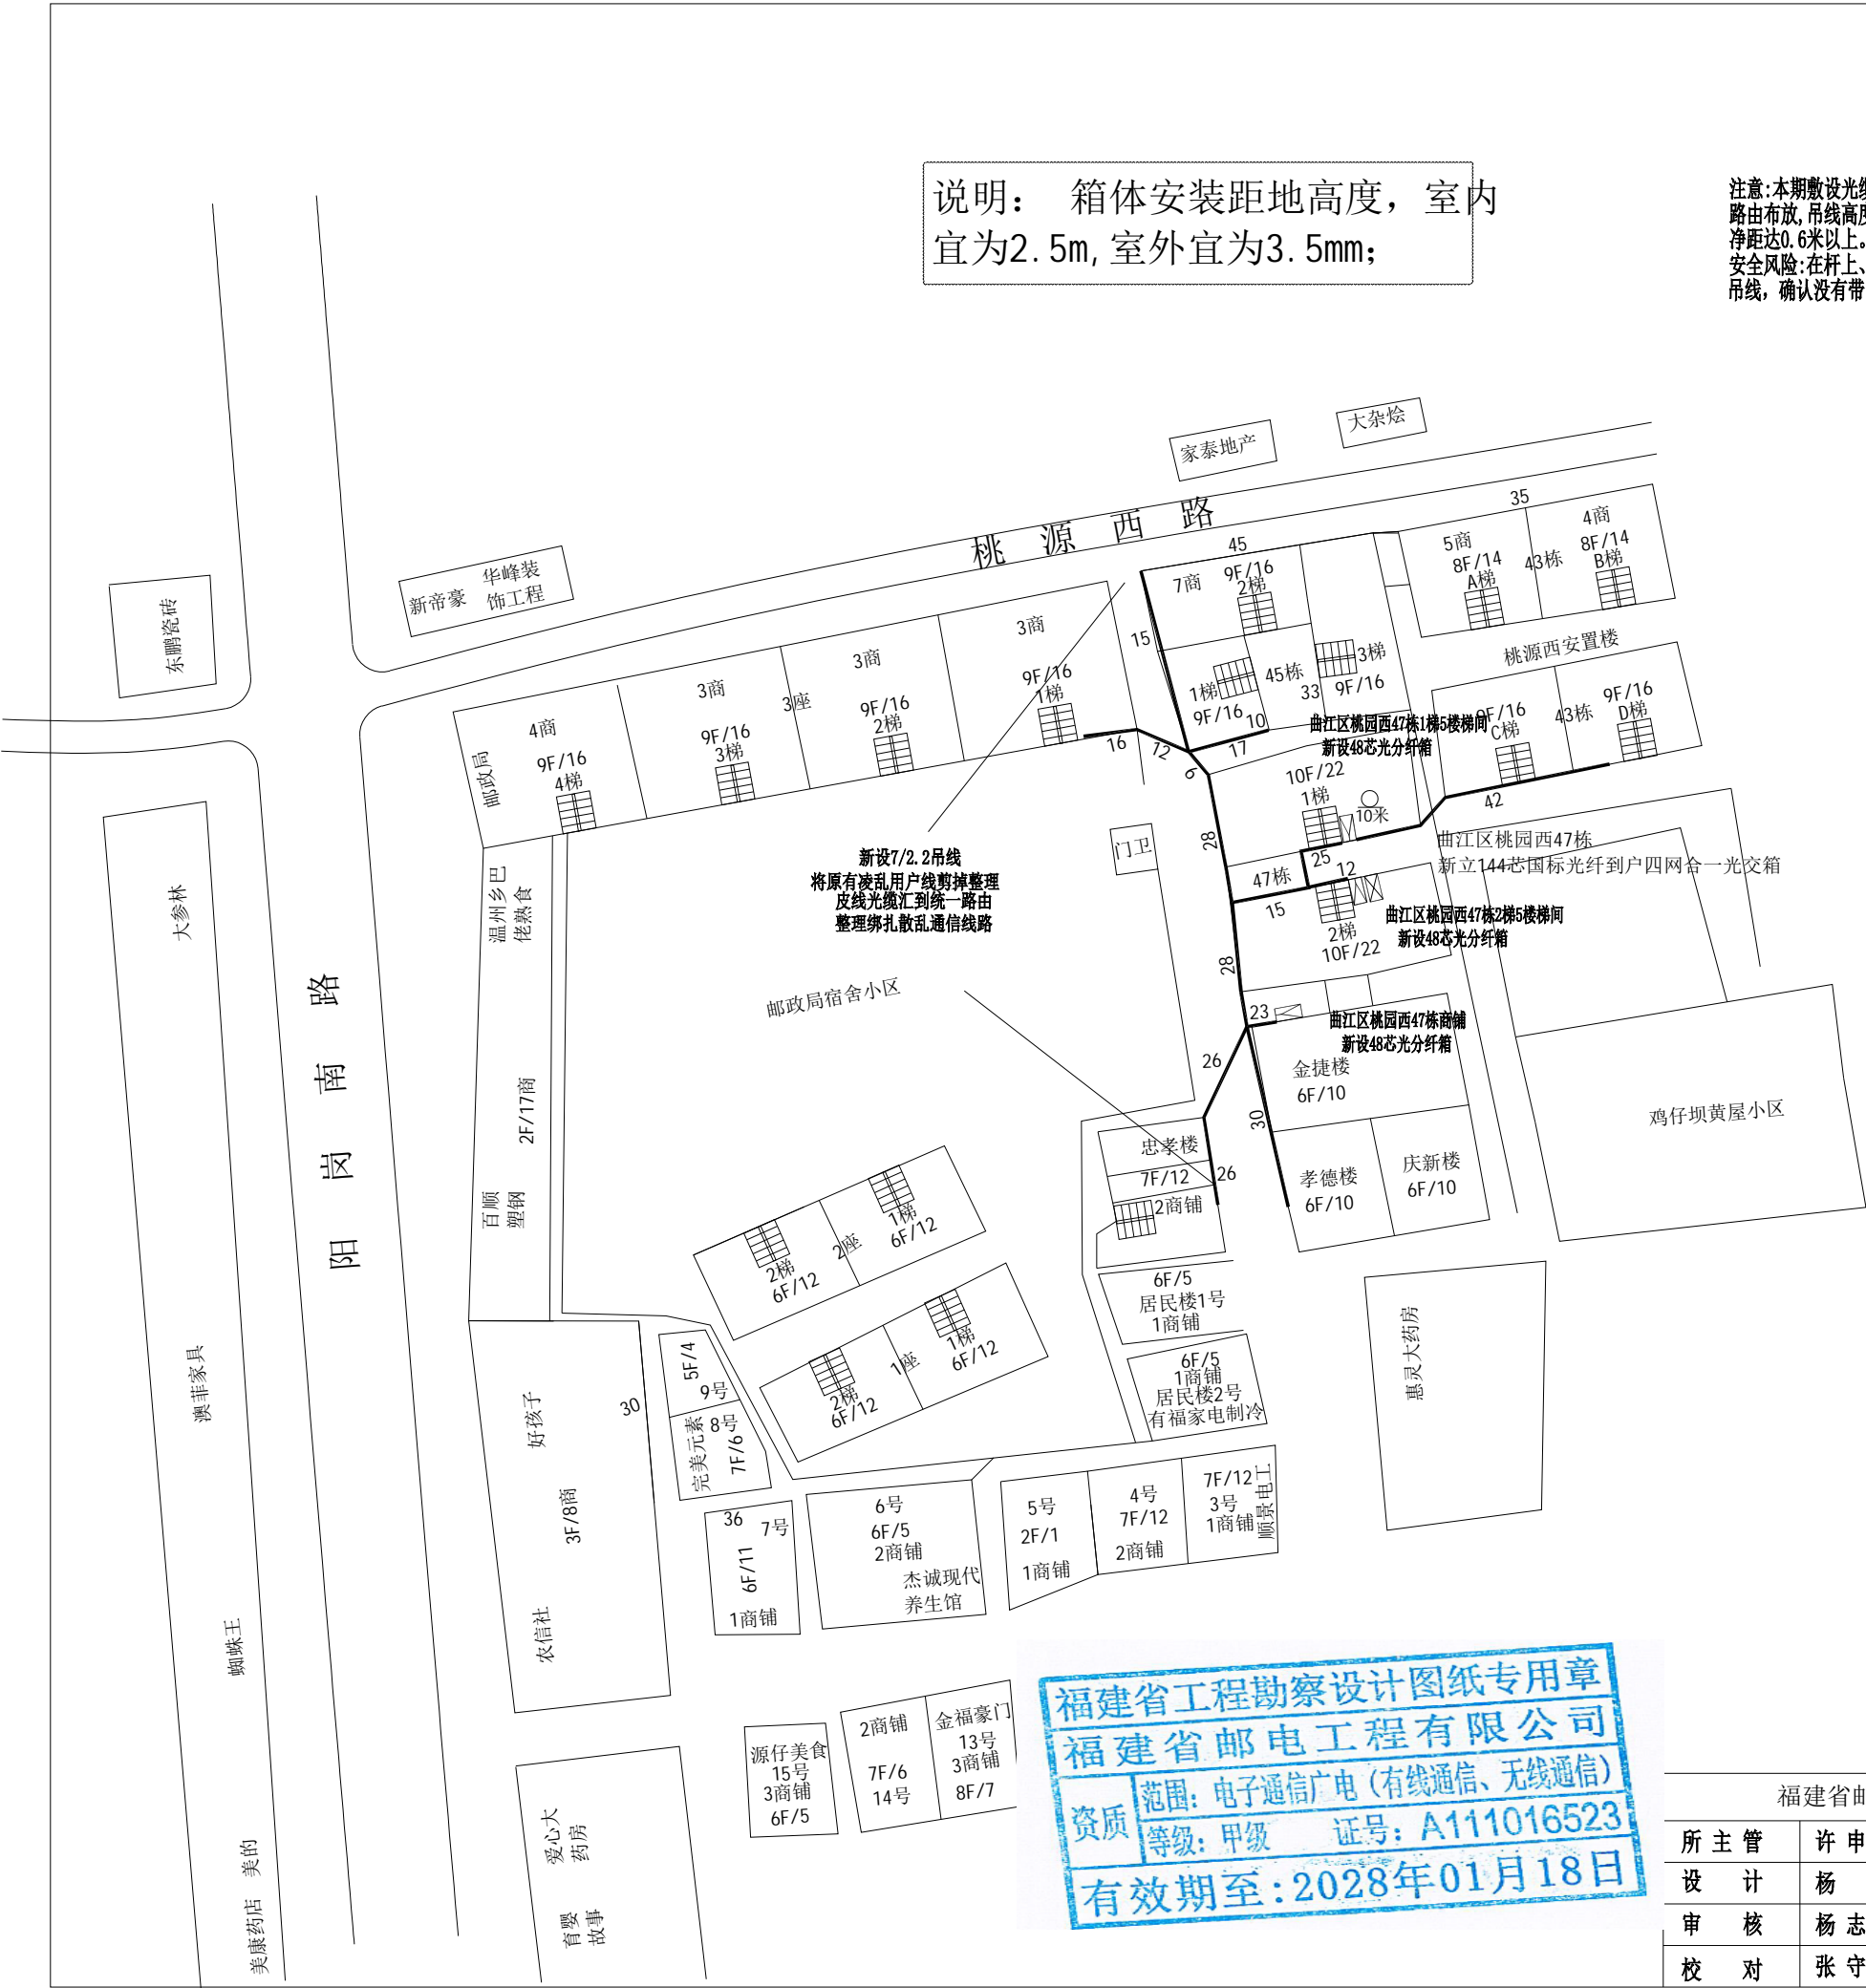 说明： 箱体安装距地高度，室内
宜为2.5m,室外宜为3.5mm;
注意:本期敷设光缆
路由布放,吊线高度
净距达0.6米以上。
安全风险:在杆上、
吊线，确认没有带
大杂烩
家泰地产
桃源西路
35
45
华峰装
新帝豪 饰工程
东鹏瓷砖
5商
8F/14
A梯
43栋
4商
8F/14
B梯
桃源西安置楼
7商
9F/16
2梯
15
1梯
9F/16
45栋
3梯
9F/16
33
10
17
9F/16
C梯
43栋
9F/16
D梯
42
邮政局
4商
9F/16
4梯
3商
9F/16
3梯
3座
3商
9F/16
2梯
3商
9F/16
1梯
16
12
6
曲江区桃园西47栋1梯5楼梯间
新设48芯光分纤箱
10F/22
1梯
10米
28
25
12
47栋
15
曲江区桃园西47栋
新立144芯国标光纤到户四网合一光交箱
曲江区桃园西47栋2梯5楼梯间
新设48芯光分纤箱
2梯
10F/22
门卫
新设7/2.2吊线
将原有凌乱用户线剪掉整理
皮线光缆汇到统一路由
整理绑扎散乱通信线路
邮政局宿舍小区
28
23
曲江区桃园西47栋商铺
新设48芯光分纤箱
金捷楼
6F/10
26
30
鸡仔坝黄屋小区
忠孝楼
7F/12
2商铺
26
孝德楼
6F/10
庆新楼
6F/10
温州乡巴
佬熟食
大参林
阳岗南路
2F/17商
百顺
塑钢
1梯
6F/12
2座
2梯
6F/12
1梯
6F/12
1座
2梯
6F/12
6F/5
居民楼1号
1商铺
6F/5
1商铺
居民楼2号
有福家电制冷
惠灵大药房
澳菲家具
好孩子
30
5F/4
9号
8号
完美元素
7F/6
3F/8商
农信社
36
7号
6F/11
1商铺
6号
6F/5
2商铺
杰诚现代
养生馆
5号
2F/1
1商铺
4号
7F/12
2商铺
7F/12
3号
1商铺
顺景电工
蜘蛛王
源仔美食
15号
3商铺
6F/5
2商铺
7F/6
14号
金福豪门
13号
3商铺
8F/7
爱心大
药房
育婴
故事
美的
美康药店
福建省工程勘察设计图纸专用章
福建省邮电工程有限公司
资质
范围：电子通信广电（有线通信、无线通信）
等级：甲级 证号：A111016523
有效期至:2028年01月18日
福建省邮
所主管 许申
设计 杨
审核 杨志
校对 张守